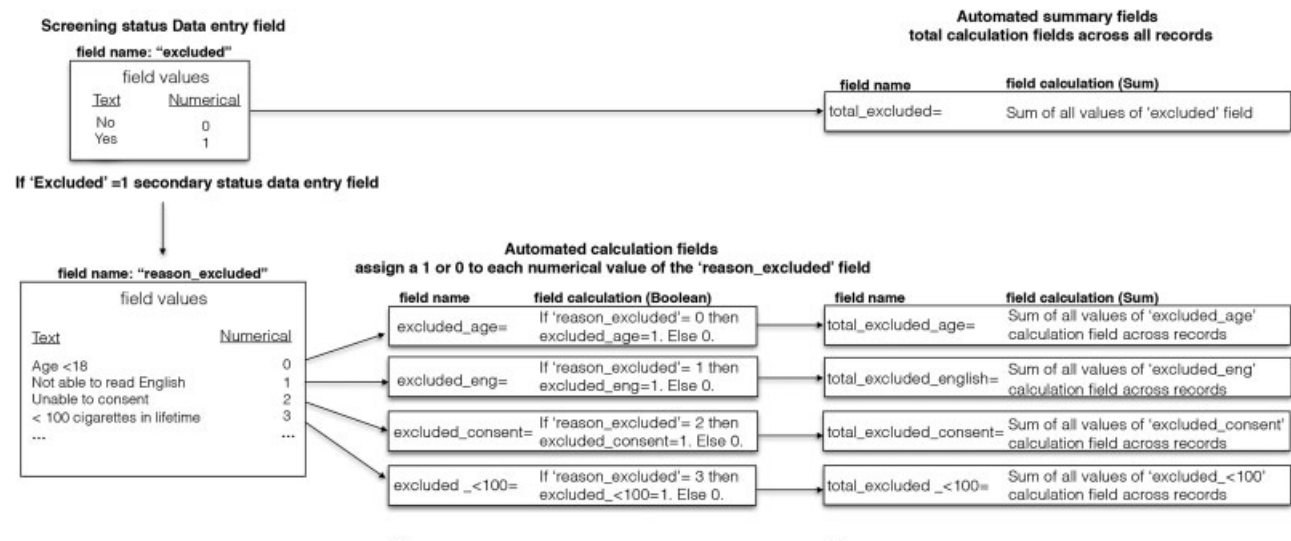 Screening status Data entry field
field name: “excluded”
field values
Text Numerical
No 0
Yes 1
Automated summary fields
total calculation fields across all records
field name field calculation (Sum)
total_excluded= Sum of all values of 'excluded' field
If ‘Excluded’ =1 secondary status data entry field
field name: “reason_excluded”
field values
Text Numerical
Age <18 0
Not able to read English 1
Unable to consent 2
< 100 cigarettes in lifetime 3
... ...
Automated calculation fields
assign a 1 or 0 to each numerical value of the ‘reason_excluded’ field
field name field calculation (Boolean)
excluded_age= If ‘reason_excluded’= 0 then
excluded_age=1. Else 0.
excluded_eng= If ‘reason_excluded’= 1 then
excluded_eng=1. Else 0.
excluded_consent= If ‘reason_excluded’= 2 then
excluded_consent=1. Else 0.
excluded _<100= If ‘reason_excluded’= 3 then
excluded_<100=1. Else 0.
field name field calculation (Sum)
total_excluded_age= Sum of all values of ‘excluded_age’
calculation field across records
total_excluded_english= Sum of all values of ‘excluded_eng’
calculation field across records
total_excluded_consent= Sum of all values of ‘excluded_consent’
calculation field across records
total_excluded _<100= Sum of all values of ‘excluded_<100’
calculation field across records